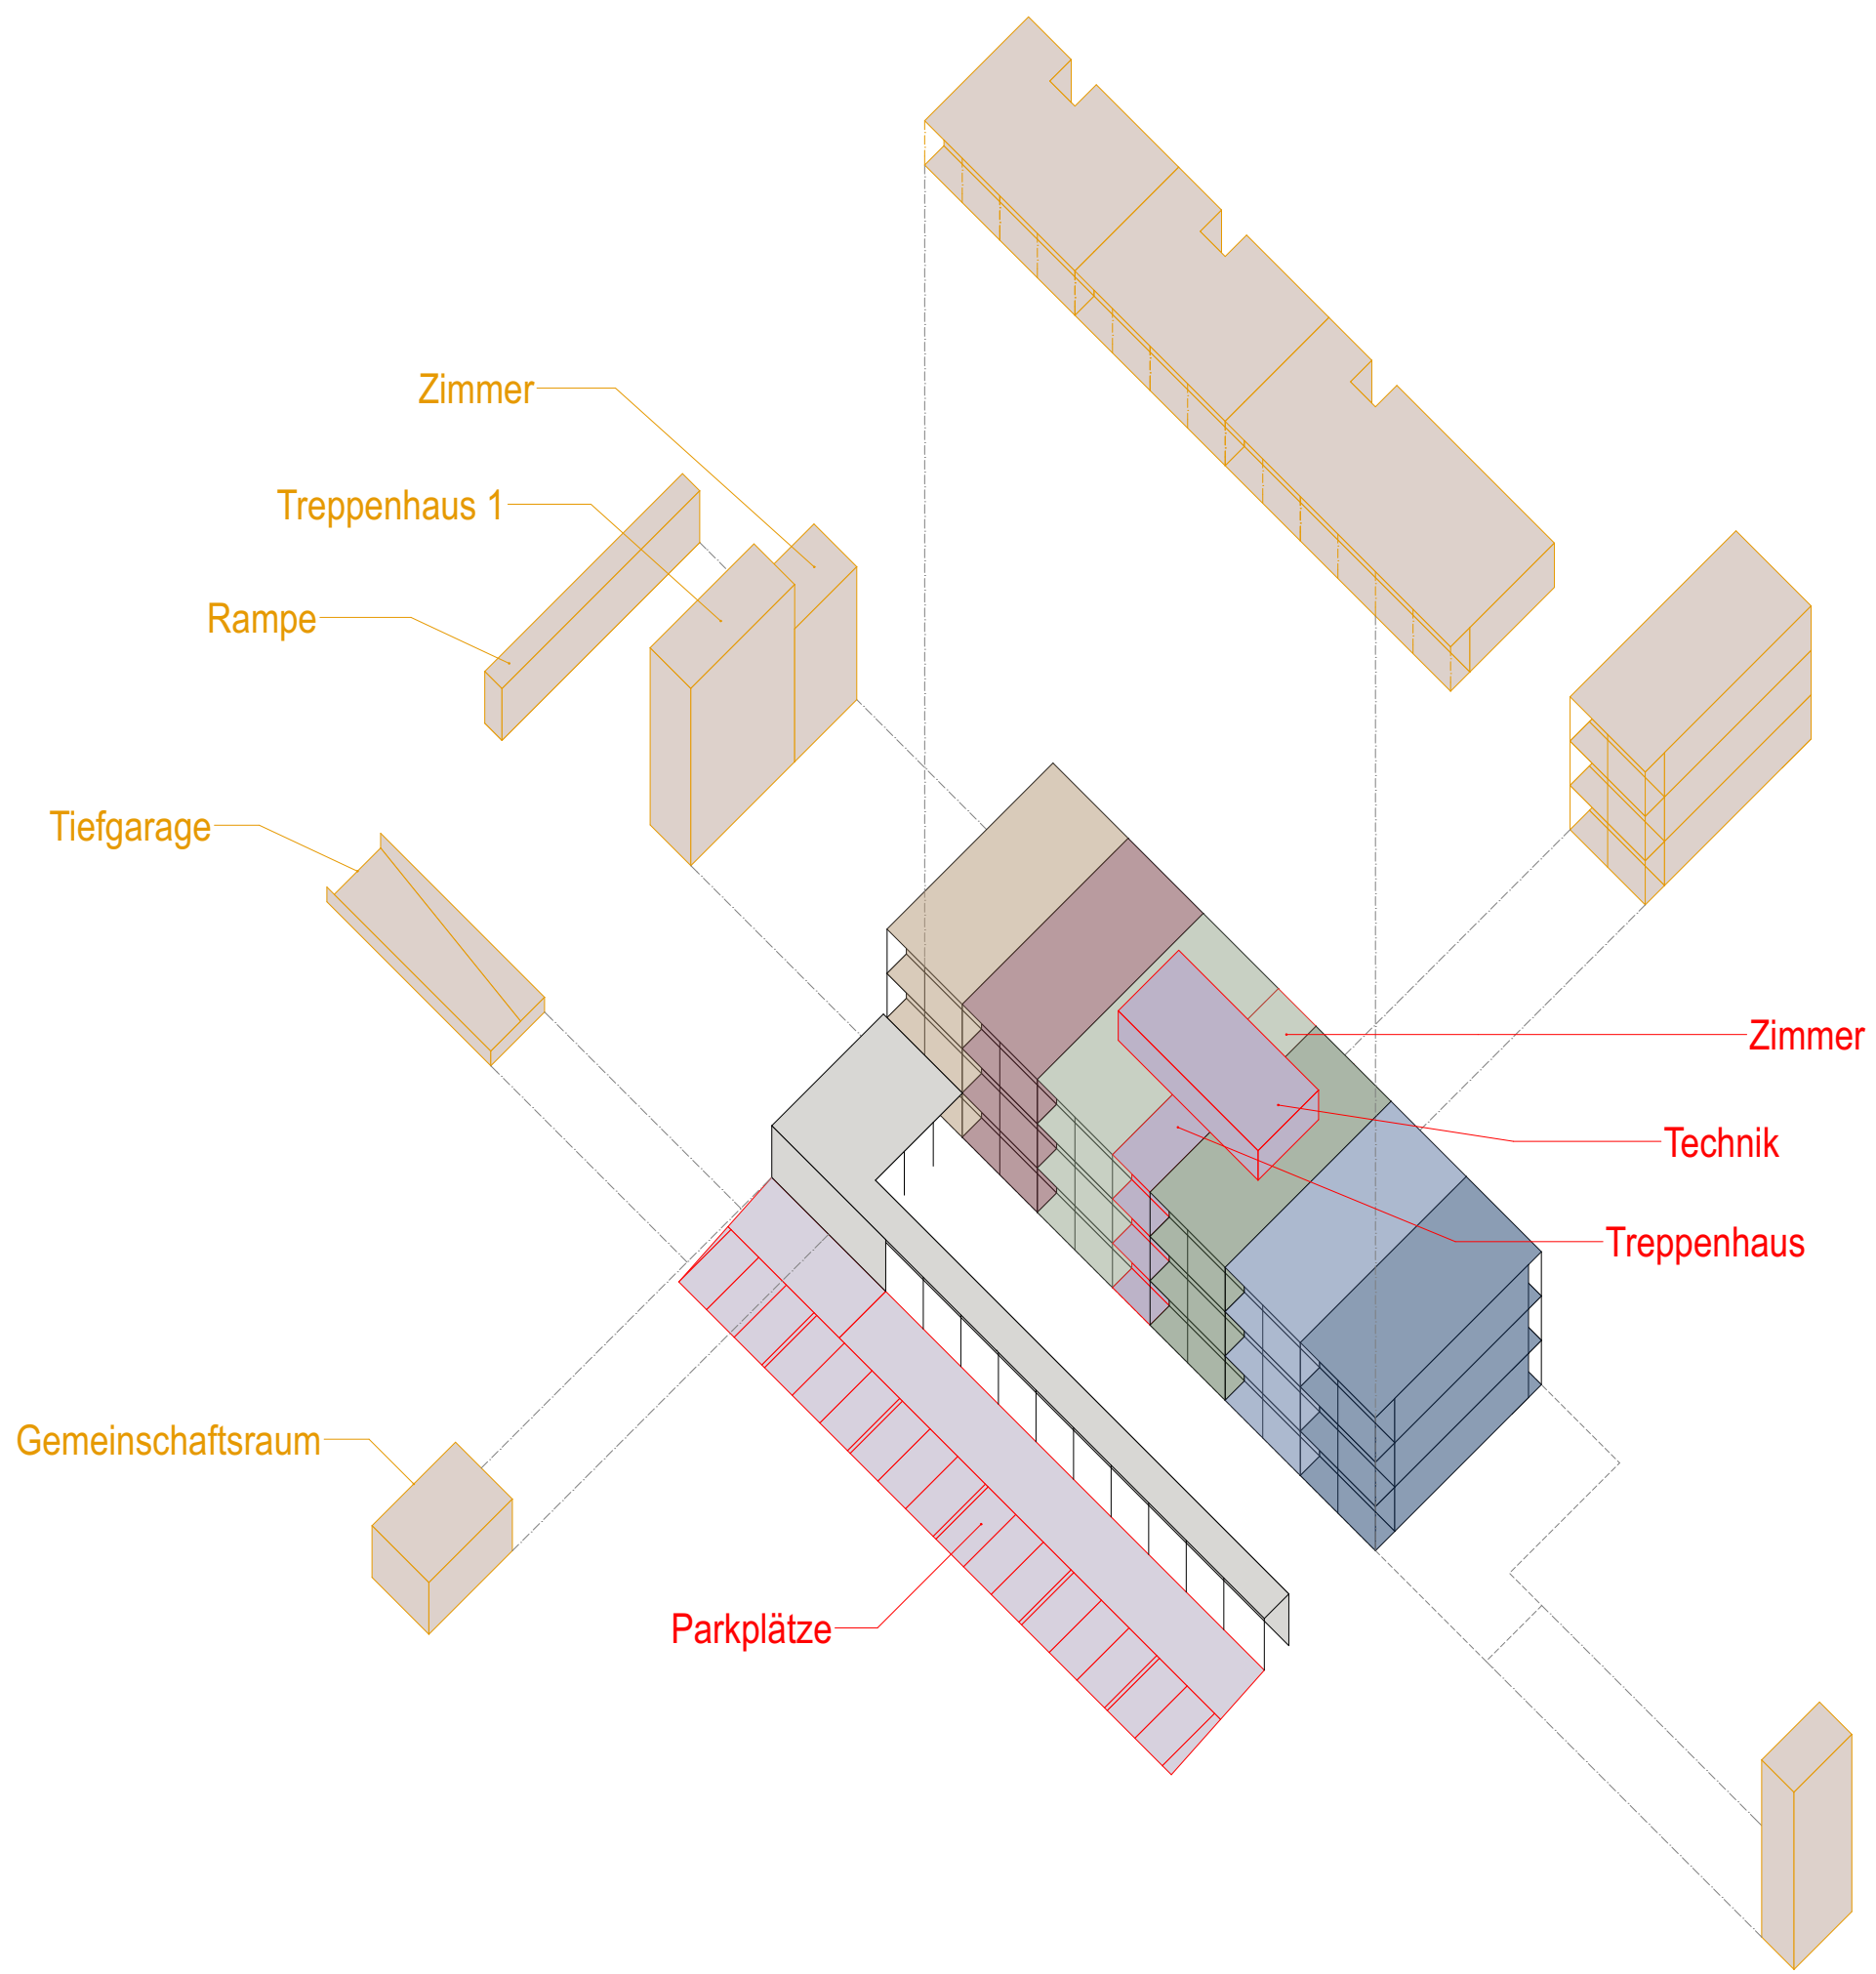 Zimmer
Treppenhaus 1
Rampe
Tiefgarage
Zimmer
Technik
Treppenhaus
Gemeinschaftsraum
Parkplätze